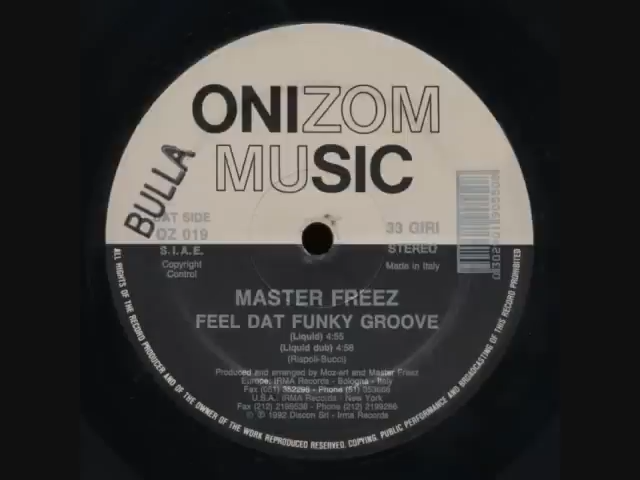 ONIZOM
MUSIC
BULLA
DAT SIDE
OZ 019
S.I.A.E.
Copyright
Control
33 GIRI
STEREO
Made in Italy
MASTER FREEZ
FEEL DAT FUNKY GROOVE
(Liquid) 4:55
(Liquid dub) 4:58
(Rispoli-Bucci)
Produced and arranged by Moz-art and Master Freez
Europe: IRMA Records - Bologna - Italy
U.S.A.: IRMA Records - New York
Fax (212) 2199538 - Phone (212) 2199286
© ℗ 1992 Discon Srl - Irma Records
ALL RIGHTS OF THE RECORD PRODUCER AND OF THE OWNER OF THE WORK REPRODUCED RESERVED. COPYING, PUBLIC PERFORMANCE AND BROADCASTING OF THIS RECORD PROHIBITED